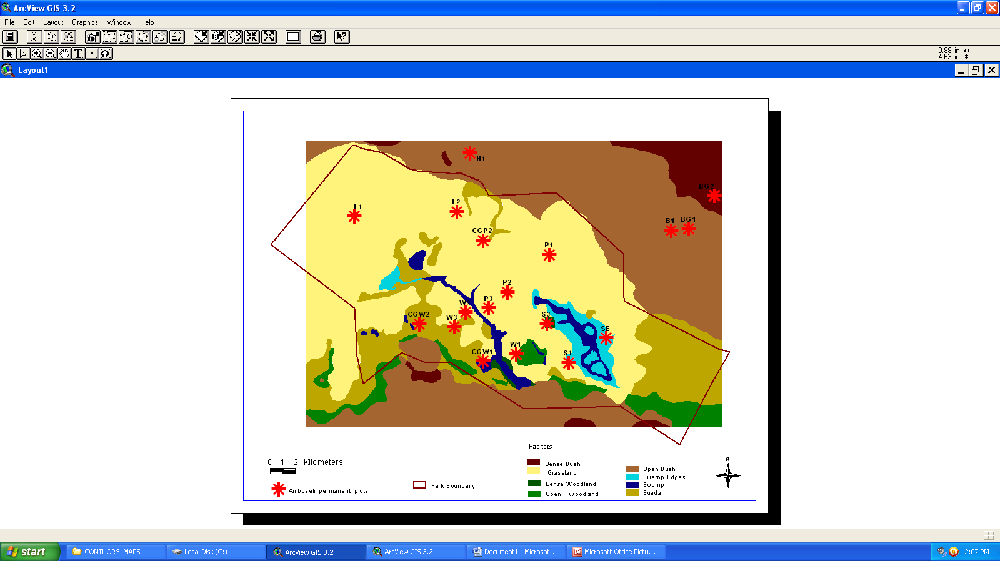 ArcView GIS 3.2
File Edit Layout Graphics Window Help
1:1
T
-0.88 in
4.63 in
Layout1
H1
BG2
L1
L2
B1 BG1
CGP2
P1
P2
P3
CGW2
W3
S3
SE
W1
CGW1
S1
Habitats
0 1 2 Kilometers
Dense Bush
Grassland
Dense Woodland
Open Woodland
Open Bush
Swamp Edges
Swamp
Sueda
N
Amboseli_permanent_plots
Park Boundary
start
CONTUORS_MAPS
Local Disk (C:)
ArcView GIS 3.2
ArcView GIS 3.2
Document1 - Microsof...
Microsoft Office Pictu...
2:07 PM